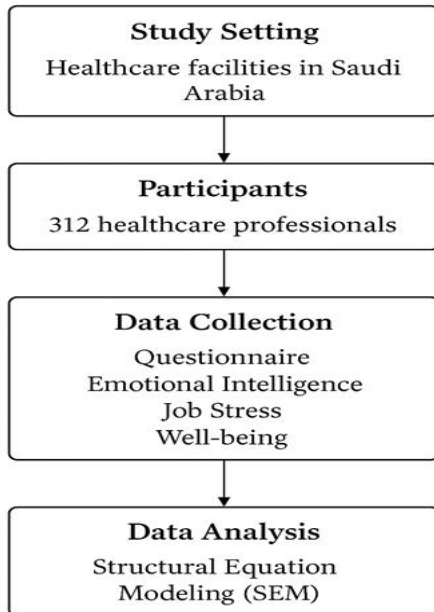 Study Setting
Healthcare facilities in Saudi
Arabia
Participants
312 healthcare professionals
Data Collection
Questionnaire
Emotional Intelligence
Job Stress
Well-being
Data Analysis
Structural Equation
Modeling (SEM)